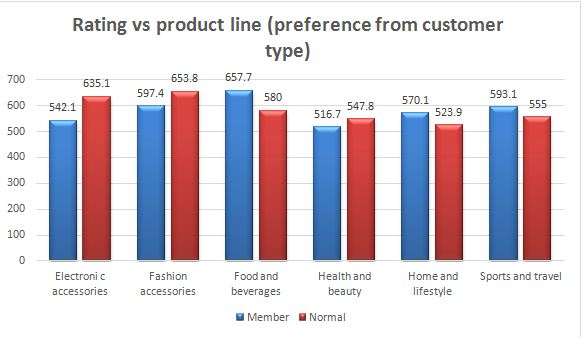 Rating vs product line (preference from customer
type)
700
600
500
400
300
200
100
0
542.1 635.1 597.4 653.8 657.7 580 516.7 547.8 570.1 523.9 593.1 555
Electroni c
accessories
Fashion
accessories
Food and
beverages
Health and
beauty
Home and
lifestyle
Sports and travel
Member Normal